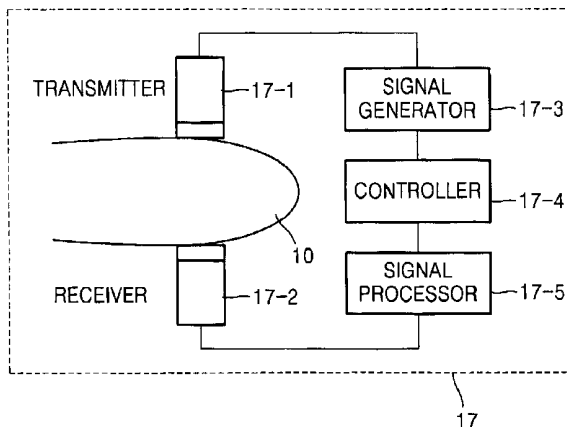 TRANSMITTER
17-1
SIGNAL
GENERATOR
17-3
CONTROLLER
17-4
10
RECEIVER
17-2
SIGNAL
PROCESSOR
17-5
17